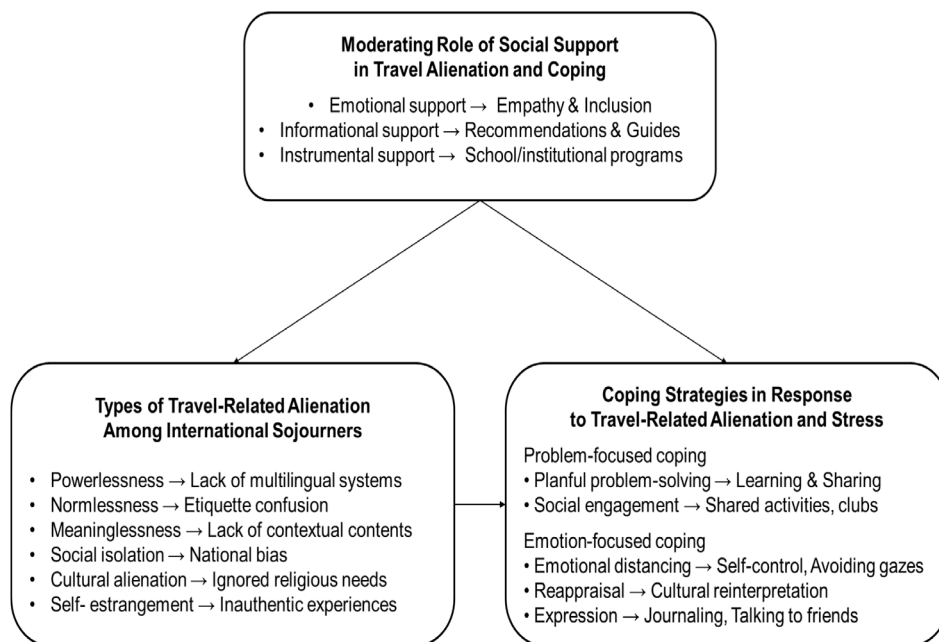 Moderating Role of Social Support
in Travel Alienation and Coping
• Emotional support → Empathy & Inclusion
• Informational support → Recommendations & Guides
• Instrumental support → School/institutional programs
Types of Travel-Related Alienation
Among International Sojourners
• Powerlessness → Lack of multilingual systems
• Normlessness → Etiquette confusion
• Meaninglessness → Lack of contextual contents
• Social isolation → National bias
• Cultural alienation → Ignored religious needs
• Self- estrangement → Inauthentic experiences
Coping Strategies in Response
to Travel-Related Alienation and Stress
Problem-focused coping
• Planful problem-solving → Learning & Sharing
• Social engagement → Shared activities, clubs
Emotion-focused coping
• Emotional distancing → Self-control, Avoiding gazes
• Reappraisal → Cultural reinterpretation
• Expression → Journaling, Talking to friends